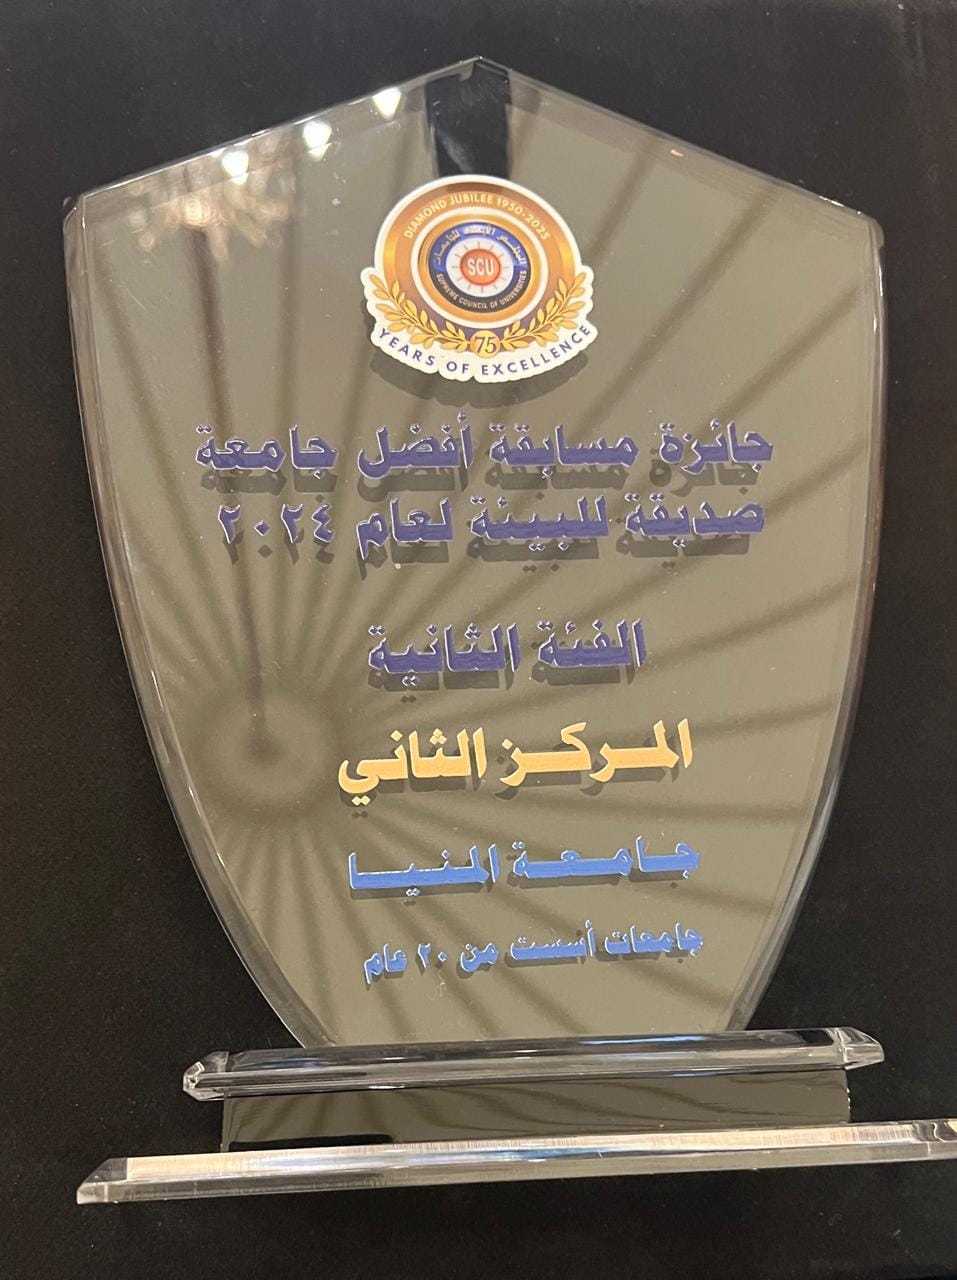 DIAMOND JUBILEE 1950-2025
المجلس الأعلى للجامعات
SCU
SUPREME COUNCIL OF UNIVERSITIES
75
YEARS OF EXCELLENCE
جائزة مسابقة أفضل جامعة
صديقة للبيئة لعام ٢٠٢٤
الفئة الثانية
المركز الثاني
جامعة المنيا
جامعات أسست من ٢٠ عام